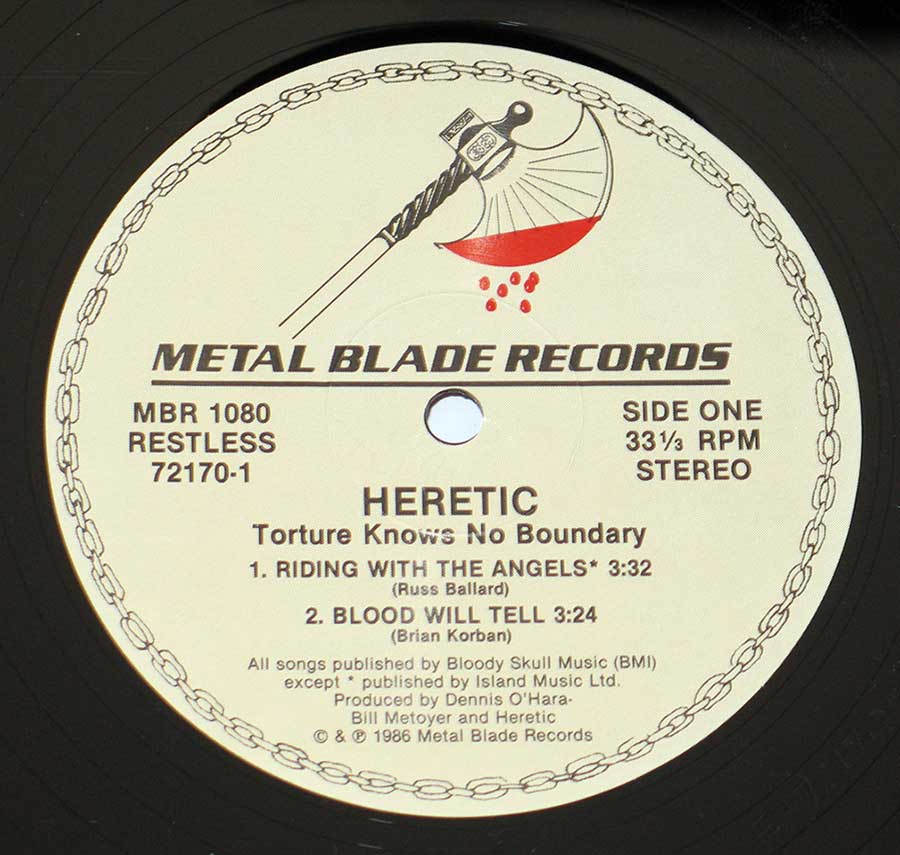 METAL BLADE RECORDS
MBR 1080
RESTLESS
72170-1
SIDE ONE
33⅓ RPM
STEREO
HERETIC
Torture Knows No Boundary
1. RIDING WITH THE ANGELS* 3:32
(Russ Ballard)
2. BLOOD WILL TELL 3:24
(Brian Korban)
All songs published by Bloody Skull Music (BMI)
except * published by Island Music Ltd.
Produced by Dennis O'Hara-
Bill Metoyer and Heretic
© & ℗ 1986 Metal Blade Records